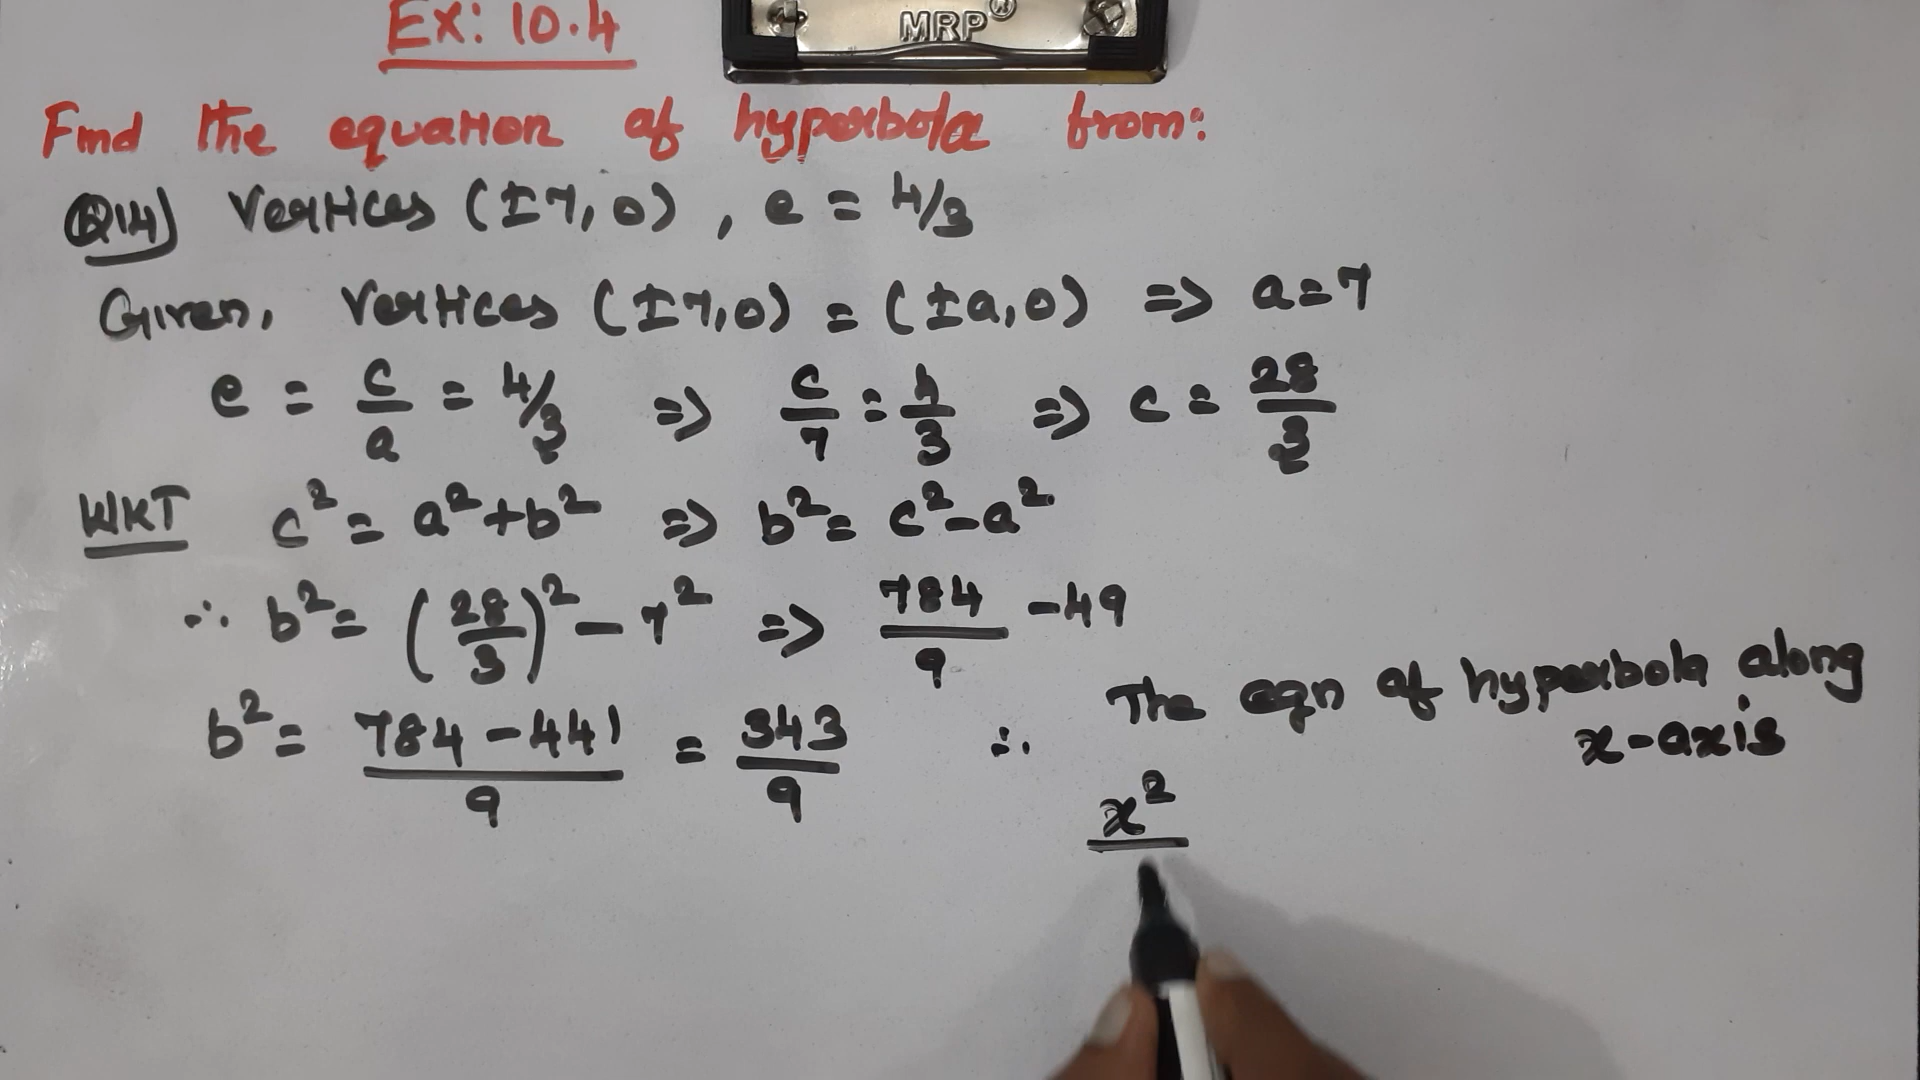 Ex: 10.4
MRP®
Find the equation of hyperbola from:
Q14) Vertices (±7,0), e = 4/3
Given, Vertices (±7,0) = (±a,0) => a=7
e = c/a = 4/3 => c/7 = 4/3 => c = 28/3
WKT c² = a²+b² => b² = c²-a²
∴ b² = (28/3)² - 7² => 784/9 - 49
b² = (784-441)/9 = 343/9
∴ The eqn of hyperbola along
x-axis
x²